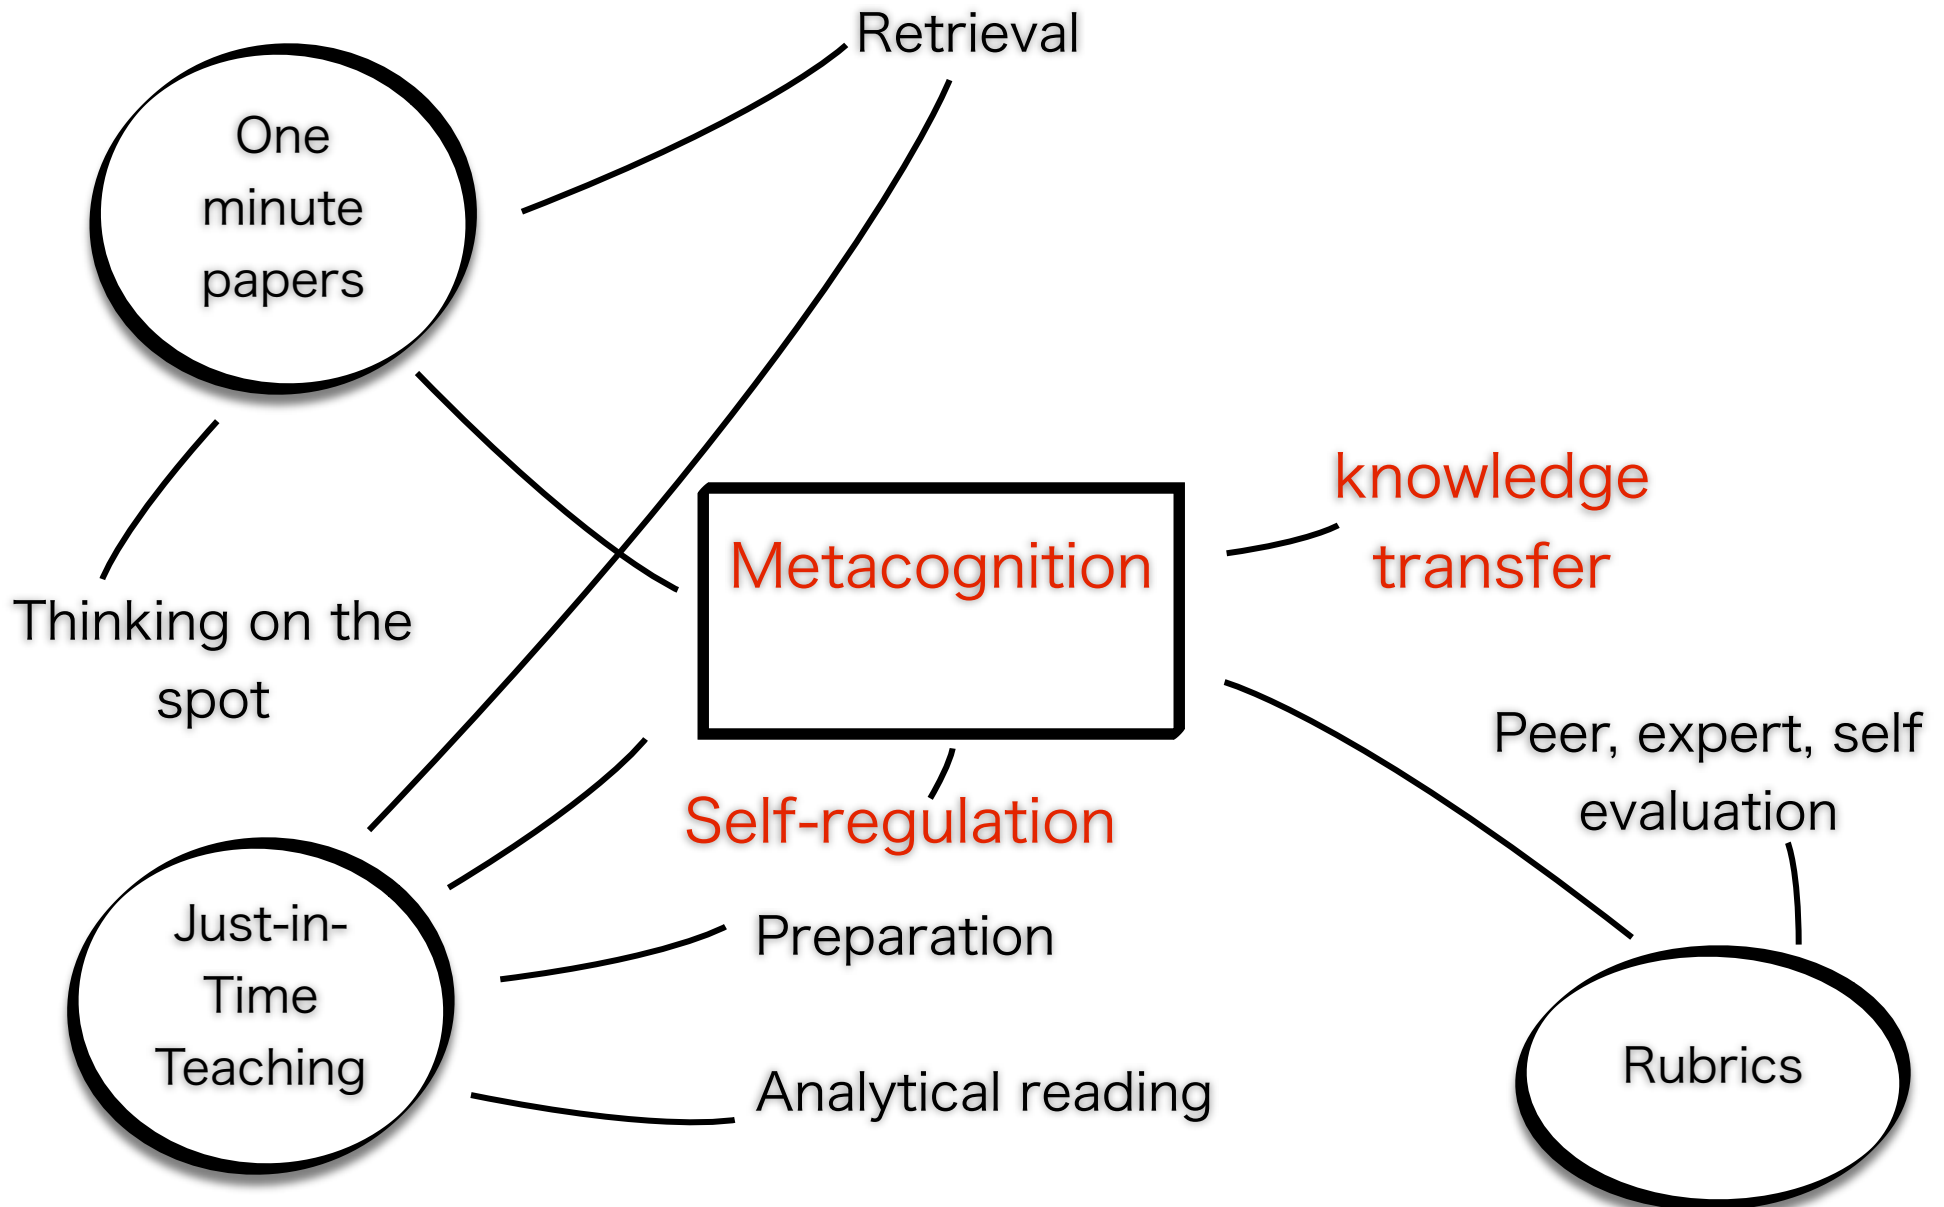 Retrieval
One
minute
papers
knowledge
transfer
Metacognition
Thinking on the
spot
Peer, expert, self
evaluation
Self-regulation
Just-in-
Time
Teaching
Preparation
Analytical reading
Rubrics